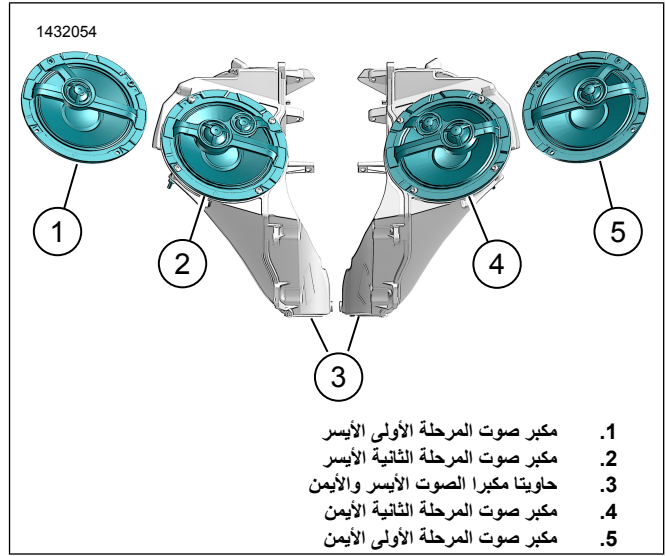 1432054
1
2
3
4
5
1. مكبر صوت المرحلة الأولى الأيسر
2. مكبر صوت المرحلة الثانية الأيسر
3. حاويتا مكبرا الصوت الأيسر والأيمن
4. مكبر صوت المرحلة الثانية الأيمن
5. مكبر صوت المرحلة الأولى الأيمن